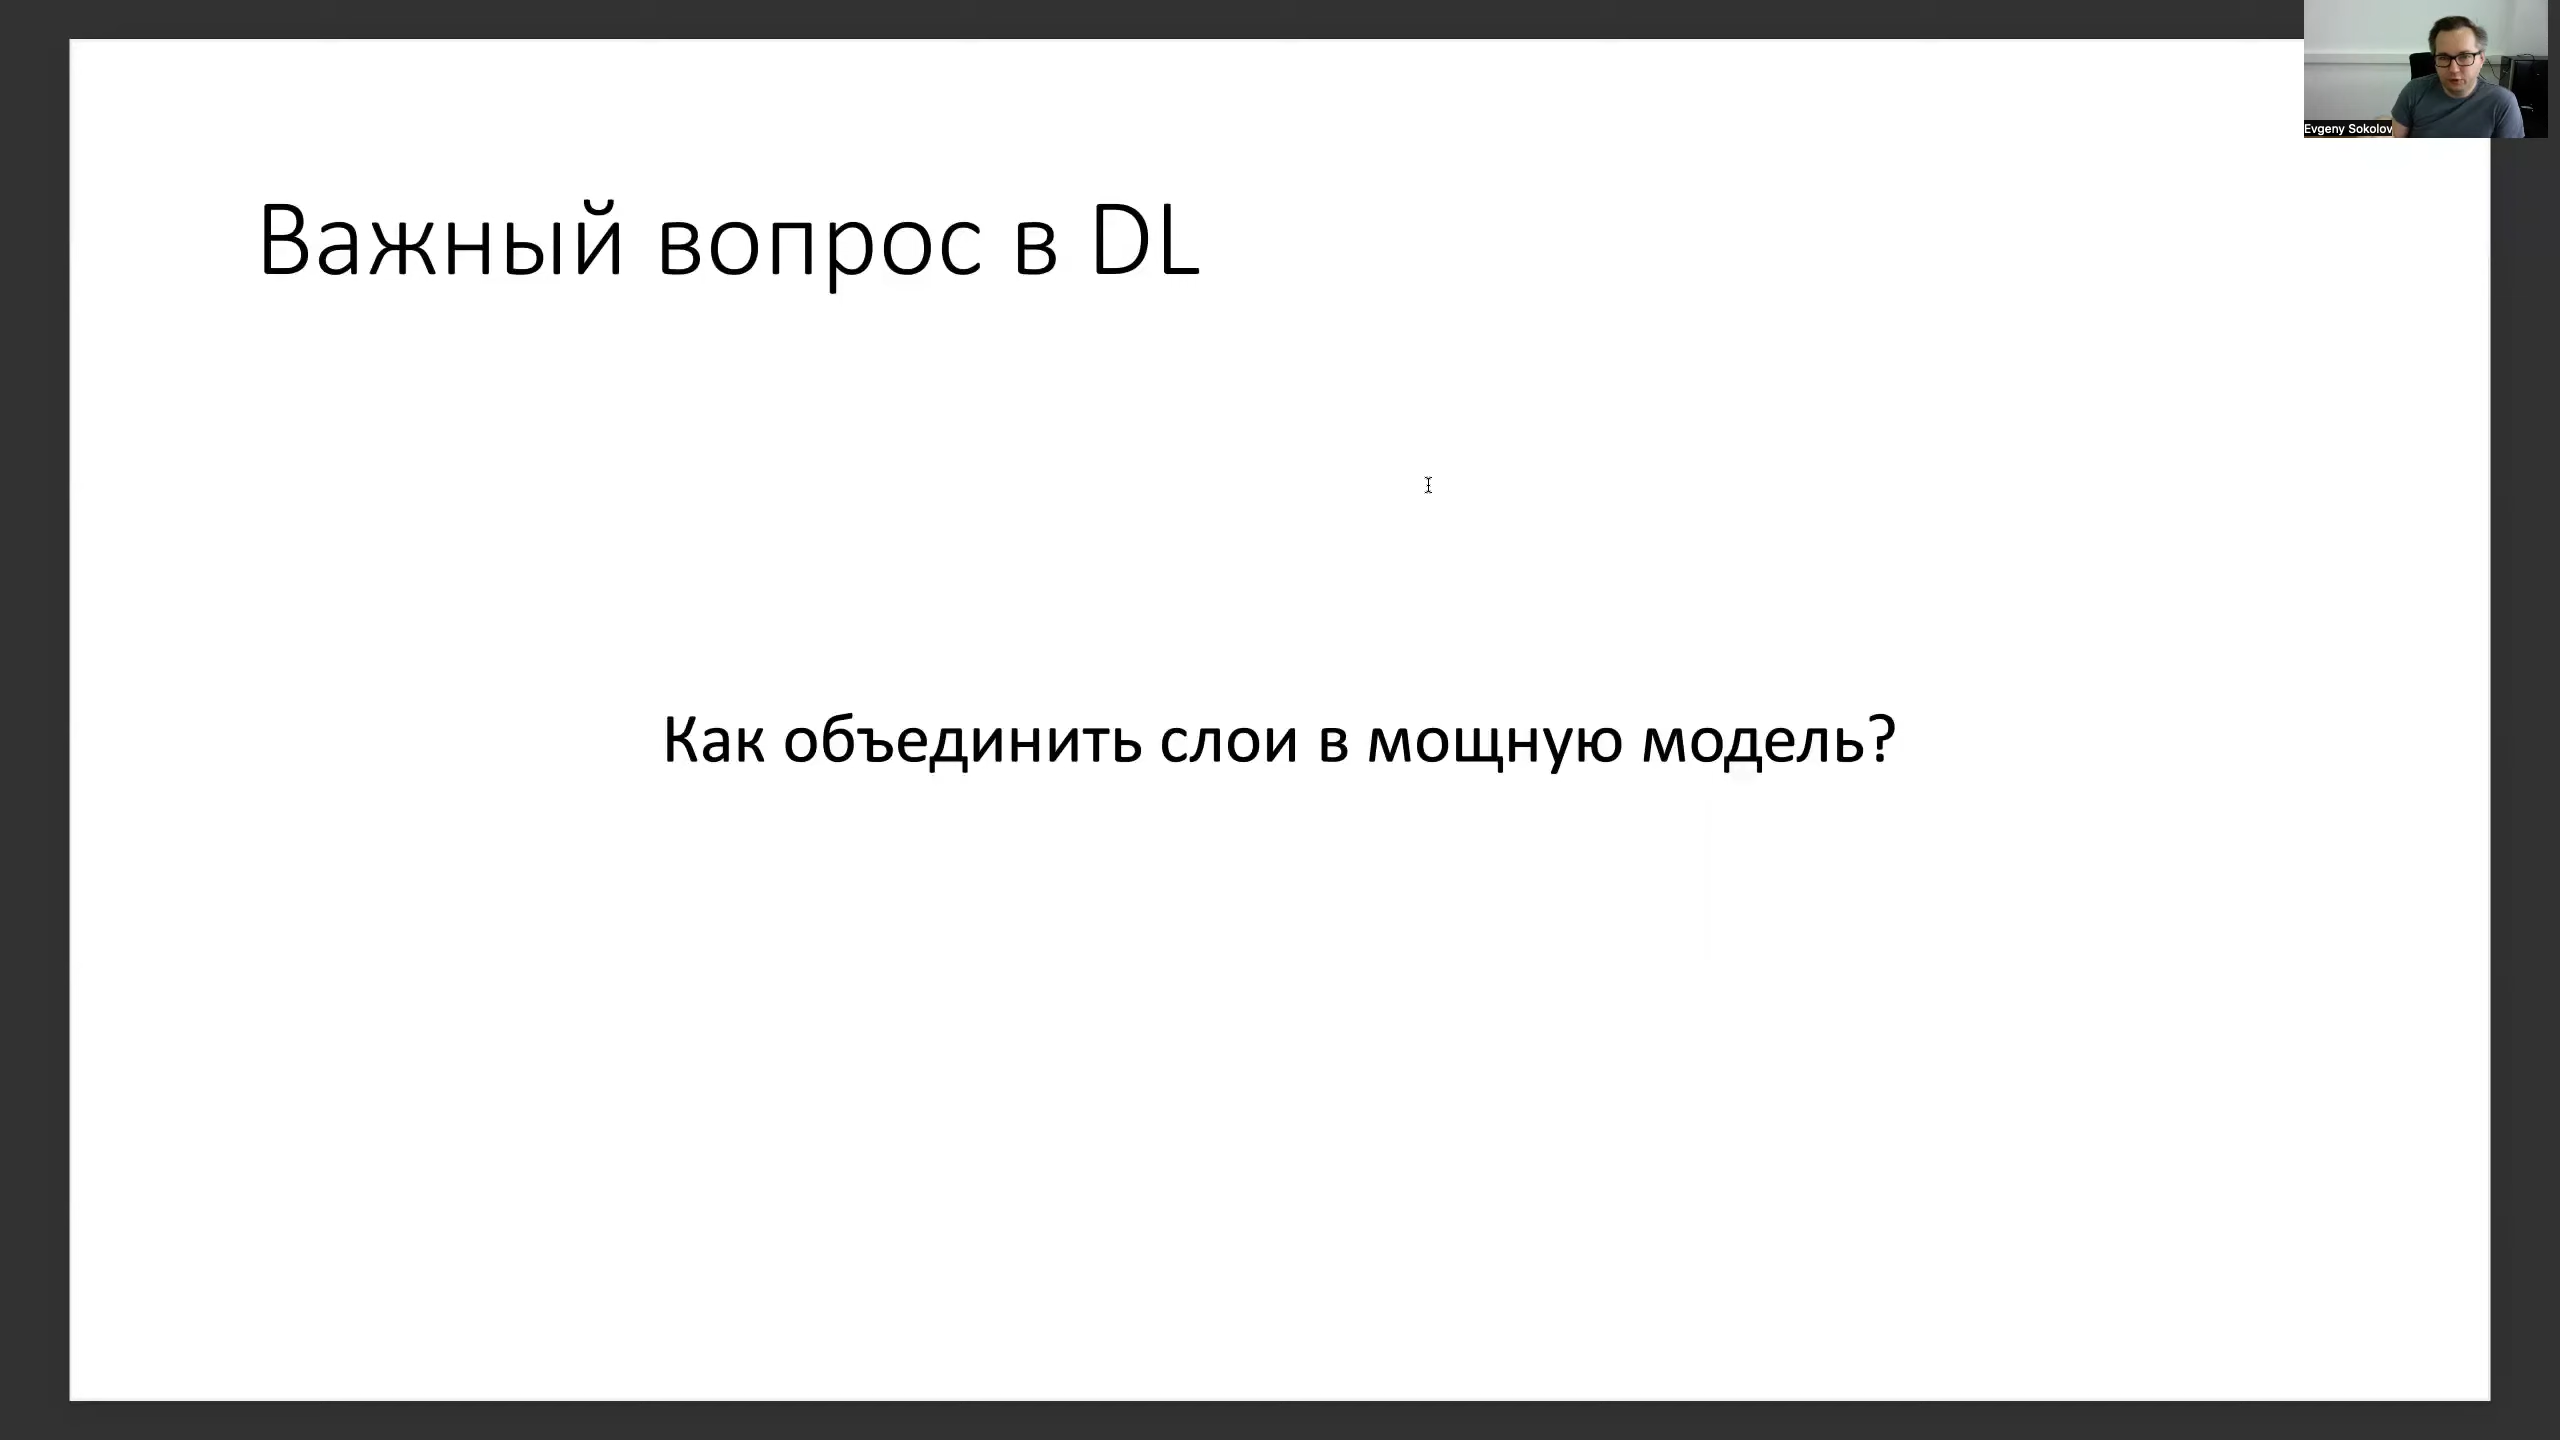 Evgeny Sokolov
Важный вопрос в DL
Как объединить слои в мощную модель?